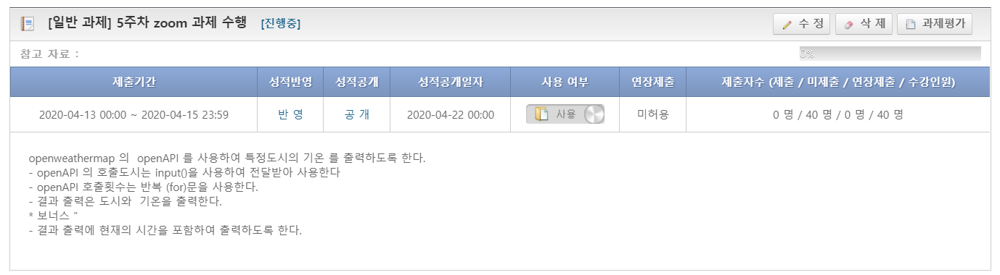 [일반 과제] 5주차 zoom 과제 수행 [진행중] 수 정 삭 제 과제평가
참고 자료 : 0%
제출기간 성적반영 성적공개 성적공개일자 사용 여부 연장제출 제출자수 (제출 / 미제출 / 연장제출 / 수강인원)
2020-04-13 00:00 ~ 2020-04-15 23:59 반 영 공 개 2020-04-22 00:00 사용 미허용 0 명 / 40 명 / 0 명 / 40 명
openweathermap 의 openAPI 를 사용하여 특정도시의 기온 를 출력하도록 한다.
- openAPI 의 호출도시는 input()을 사용하여 전달받아 사용한다
- openAPI 호출횟수는 반복 (for)문을 사용한다.
- 결과 출력은 도시와 기온을 출력한다.
* 보너스 "
- 결과 출력에 현재의 시간을 포함하여 출력하도록 한다.